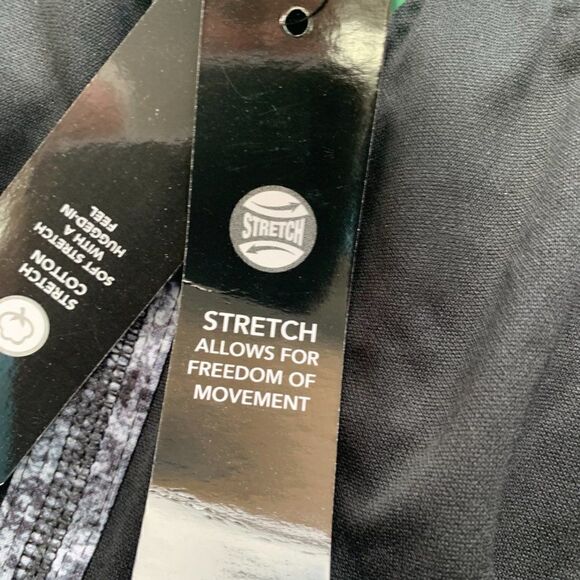 STRETCH
STRETCH
ALLOWS FOR
FREEDOM OF
MOVEMENT
STRETCH
COTTON
SOFT STRETCH
WITH A
HUGGED-IN
FEEL